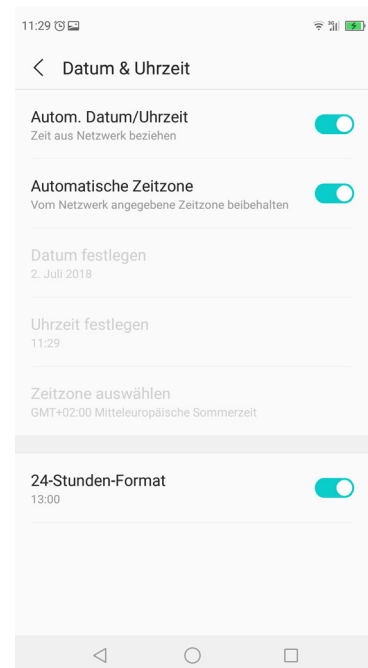 11:29
3G
Datum & Uhrzeit
Autom. Datum/Uhrzeit
Zeit aus Netzwerk beziehen
Automatische Zeitzone
Vom Netzwerk angegebene Zeitzone beibehalten
Datum festlegen
2. Juli 2018
Uhrzeit festlegen
11:29
Zeitzone auswählen
GMT+02:00 Mitteleuropäische Sommerzeit
24-Stunden-Format
13:00